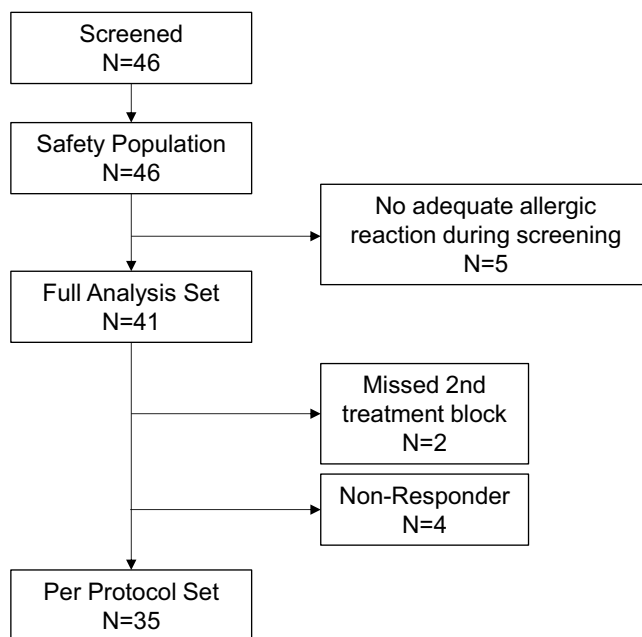 Screened
N=46
Safety Population
N=46
No adequate allergic
reaction during screening
N=5
Full Analysis Set
N=41
Missed 2nd
treatment block
N=2
Non-Responder
N=4
Per Protocol Set
N=35